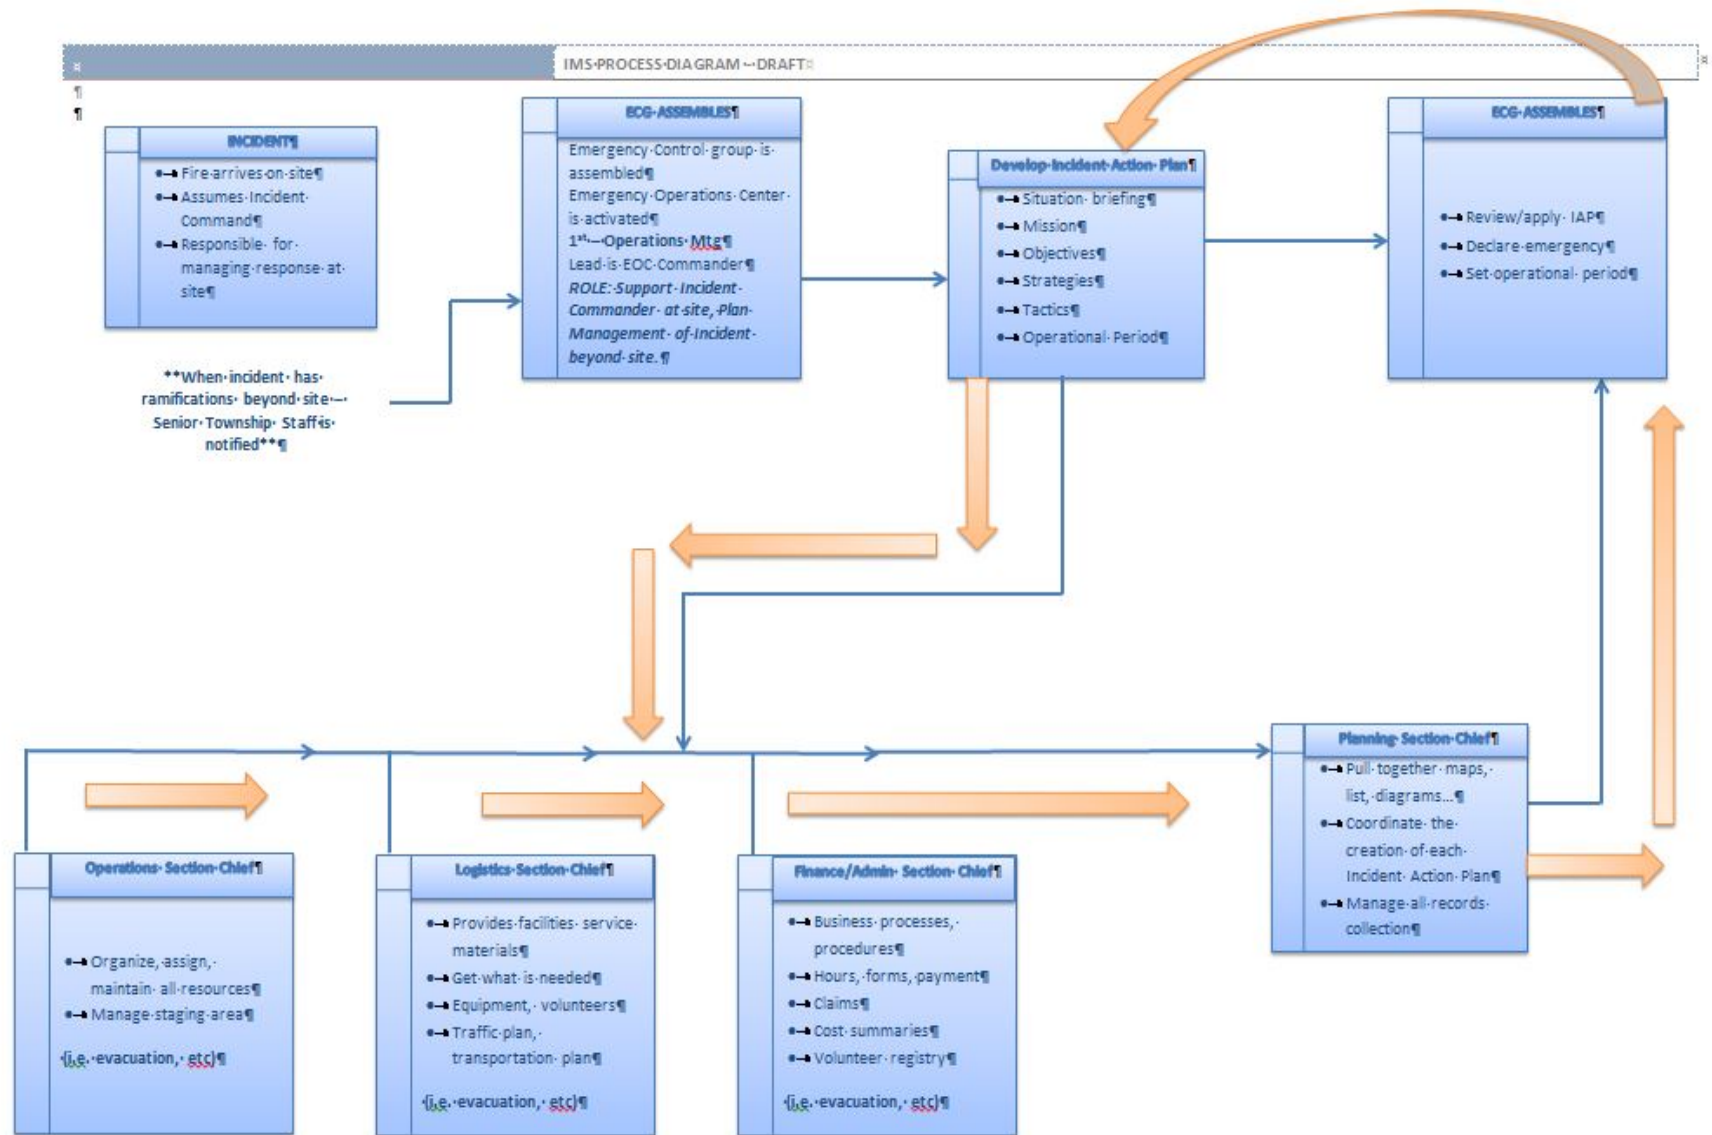 IMS PROCESS DIAGRAM – DRAFT
INCIDENT
Fire arrives on site
Assumes Incident
Command
Responsible for
managing response at
site
**When incident has
ramifications beyond site –
Senior Township Staff is
notified**
ECG ASSEMBLES
Emergency Control group is
assembled
Emergency Operations Center
is activated
1st – Operations Mtg
Lead is EOC Commander
ROLE: Support Incident
Commander at site, Plan
Management of Incident
beyond site.
Develop Incident Action Plan
Situation briefing
Mission
Objectives
Strategies
Tactics
Operational Period
ECG ASSEMBLES
Review/apply IAP
Declare emergency
Set operational period
Operations Section Chief
Organize, assign,
maintain all resources
Manage staging area
(i.e. evacuation, etc)
Logistics Section Chief
Provides facilities service
materials
Get what is needed
Equipment, volunteers
Traffic plan,
transportation plan
(i.e. evacuation, etc)
Finance/Admin Section Chief
Business processes,
procedures
Hours, forms, payment
Claims
Cost summaries
Volunteer registry
(i.e. evacuation, etc)
Planning Section Chief
Pull together maps,
list, diagrams...
Coordinate the
creation of each
Incident Action Plan
Manage all records
collection